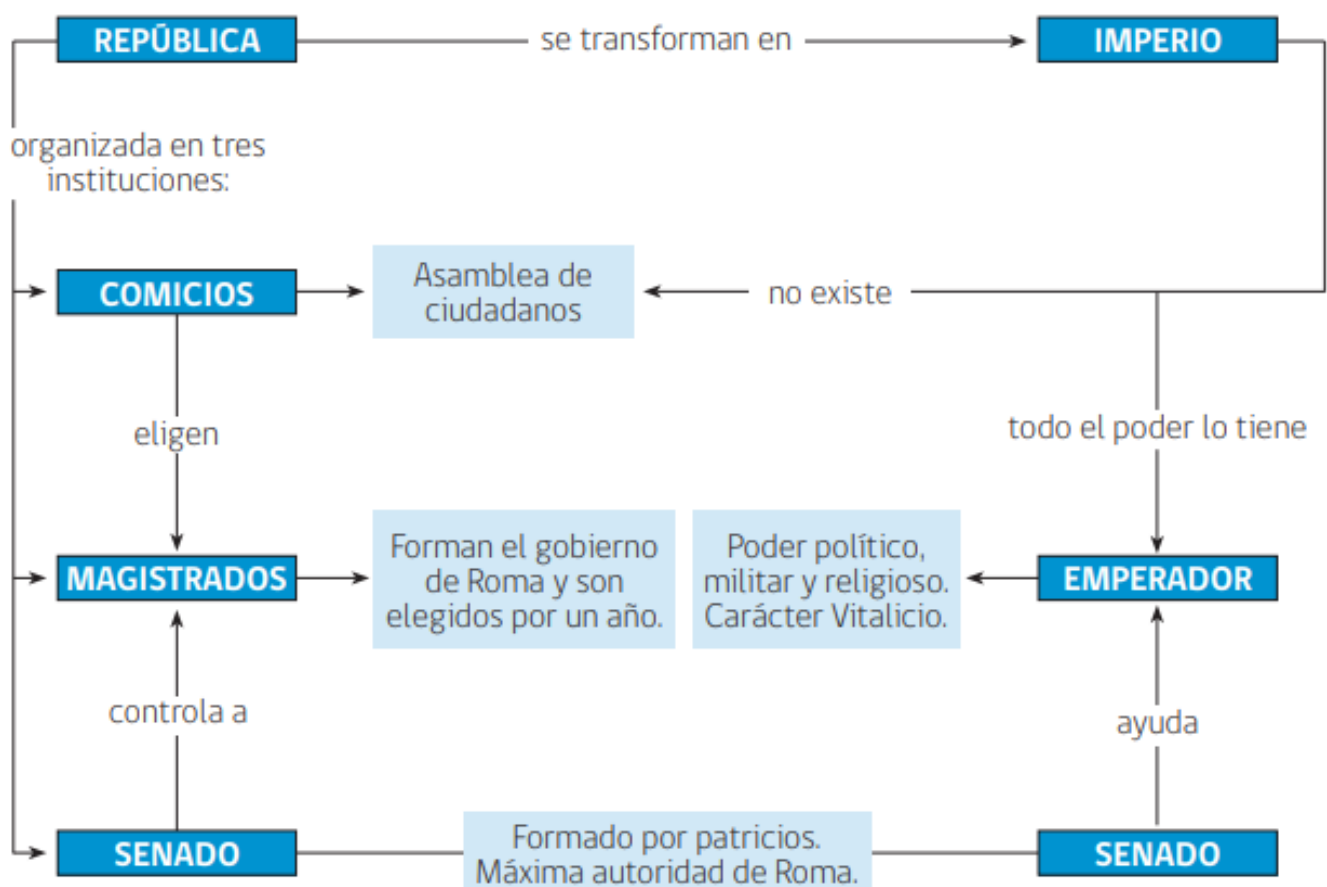 REPÚBLICA
se transforman en
IMPERIO
organizada en tres
instituciones:
COMICIOS
Asamblea de
ciudadanos
no existe
eligen
todo el poder lo tiene
MAGISTRADOS
Forman el gobierno
de Roma y son
elegidos por un año.
Poder político,
militar y religioso.
Carácter Vitalicio.
EMPERADOR
controla a
ayuda
SENADO
Formado por patricios.
Máxima autoridad de Roma.
SENADO